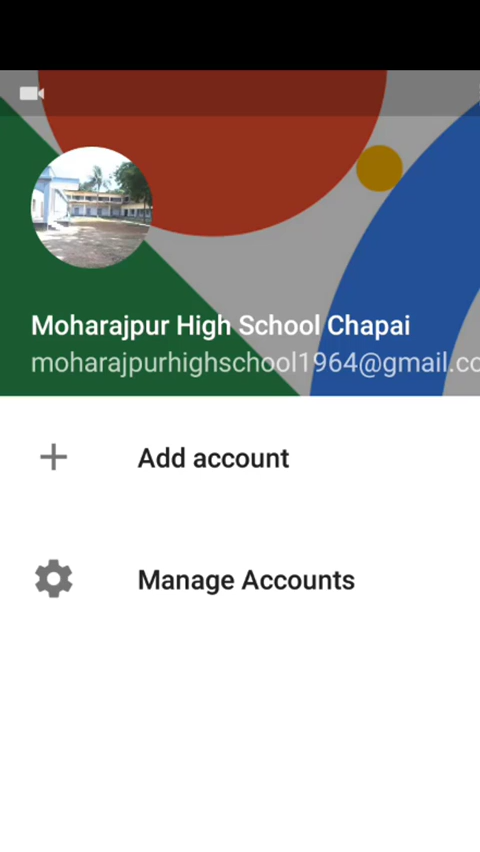 Moharajpur High School Chapai
moharajpurhighschool1964@gmail.co
Add account
Manage Accounts